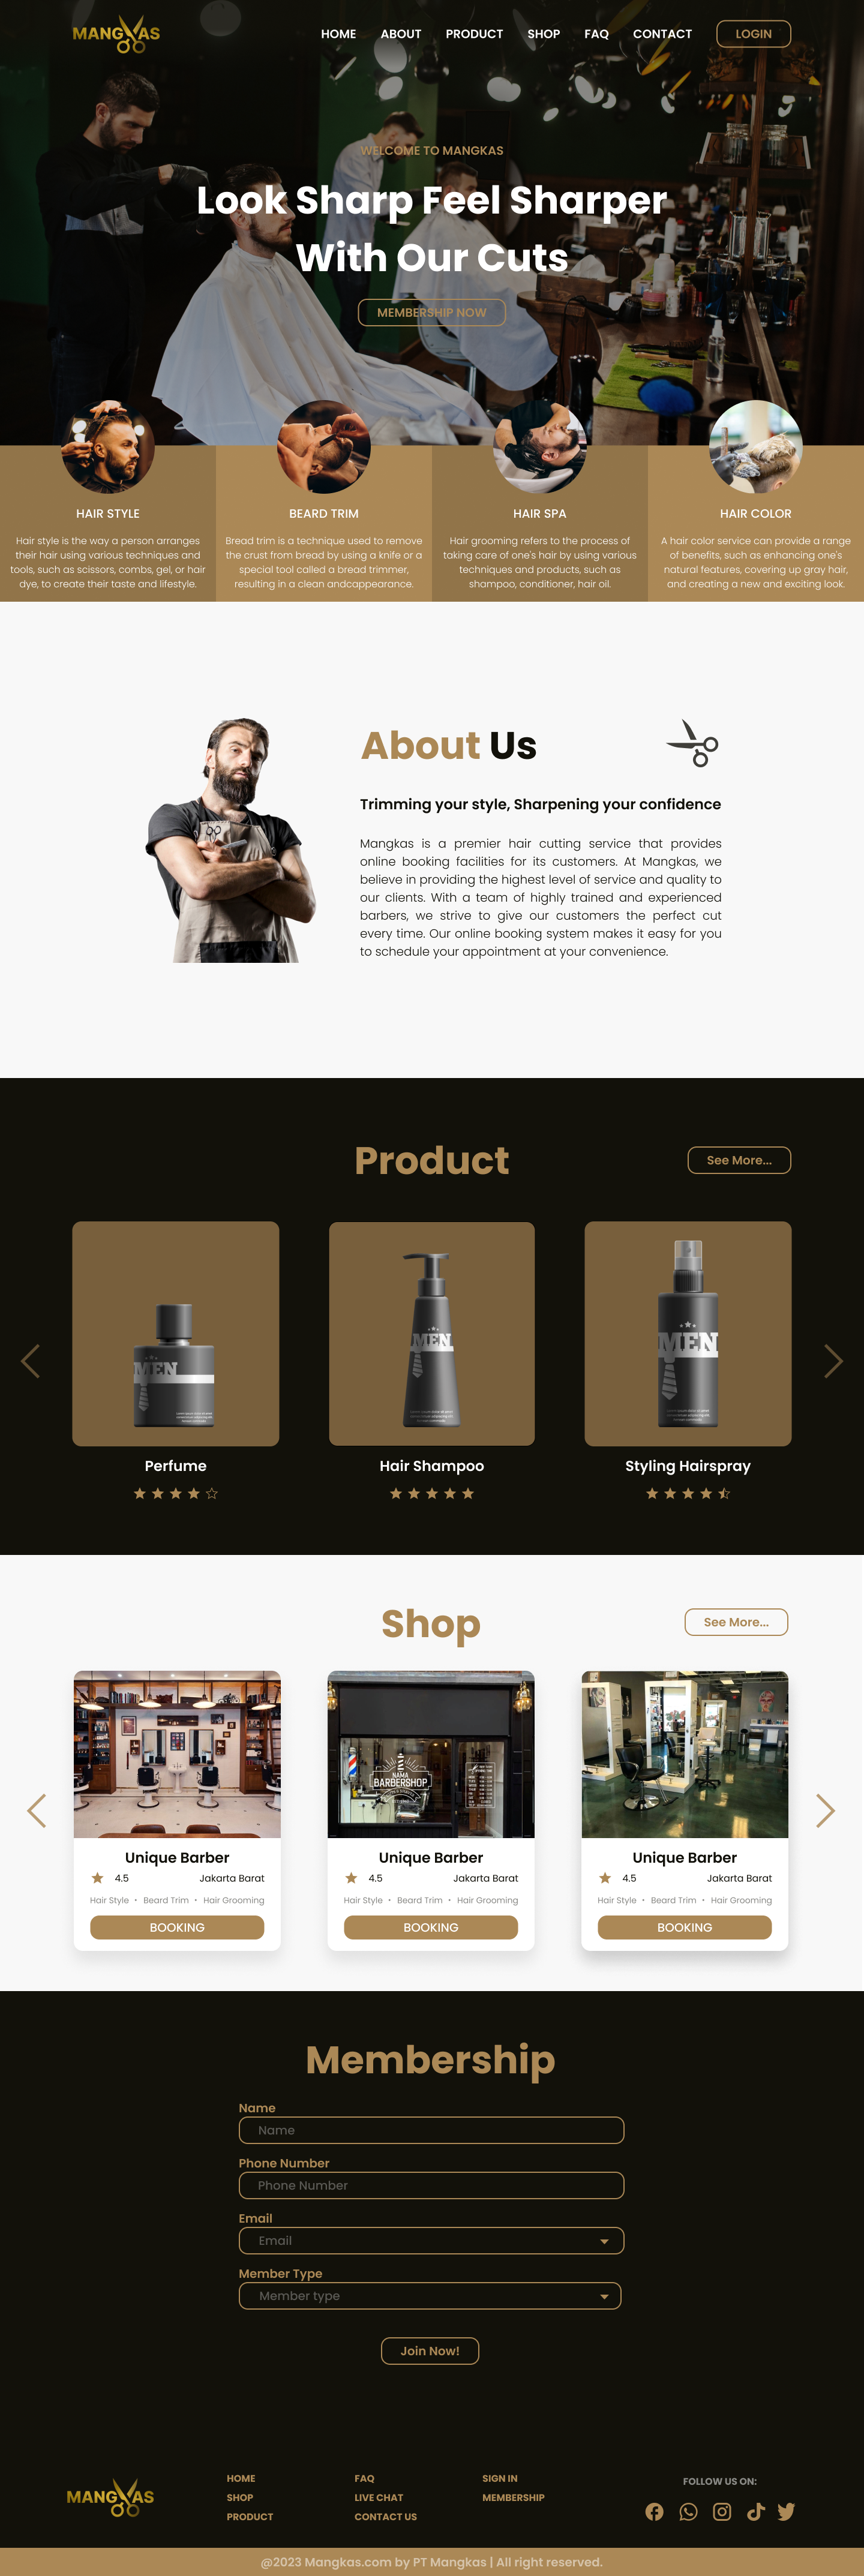 MANGKAS
HOME ABOUT PRODUCT SHOP FAQ CONTACT LOGIN
WELCOME TO MANGKAS
Look Sharp Feel Sharper
With Our Cuts
MEMBERSHIP NOW
HAIR STYLE
Hair style is the way a person arranges
their hair using various techniques and
tools, such as scissors, combs, gel, or hair
dye, to create their taste and lifestyle.
BEARD TRIM
Bread trim is a technique used to remove
the crust from bread by using a knife or a
special tool called a bread trimmer,
resulting in a clean andcappearance.
HAIR SPA
Hair grooming refers to the process of
taking care of one's hair by using various
techniques and products, such as
shampoo, conditioner, hair oil.
HAIR COLOR
A hair color service can provide a range
of benefits, such as enhancing one's
natural features, covering up gray hair,
and creating a new and exciting look.
About Us
Trimming your style, Sharpening your confidence
Mangkas is a premier hair cutting service that provides
online booking facilities for its customers. At Mangkas, we
believe in providing the highest level of service and quality to
our clients. With a team of highly trained and experienced
barbers, we strive to give our customers the perfect cut
every time. Our online booking system makes it easy for you
to schedule your appointment at your convenience.
Product
See More...
MEN
MEN
MEN
Perfume
Hair Shampoo
Styling Hairspray
Shop
See More...
NAMA
BARBERSHOP
Unique Barber
4.5 Jakarta Barat
Hair Style • Beard Trim • Hair Grooming
BOOKING
Unique Barber
4.5 Jakarta Barat
Hair Style • Beard Trim • Hair Grooming
BOOKING
Unique Barber
4.5 Jakarta Barat
Hair Style • Beard Trim • Hair Grooming
BOOKING
Membership
Name
Name
Phone Number
Phone Number
Email
Email
Member Type
Member type
Join Now!
MANGKAS
HOME
SHOP
PRODUCT
FAQ
LIVE CHAT
CONTACT US
SIGN IN
MEMBERSHIP
FOLLOW US ON:
@2023 Mangkas.com by PT Mangkas | All right reserved.